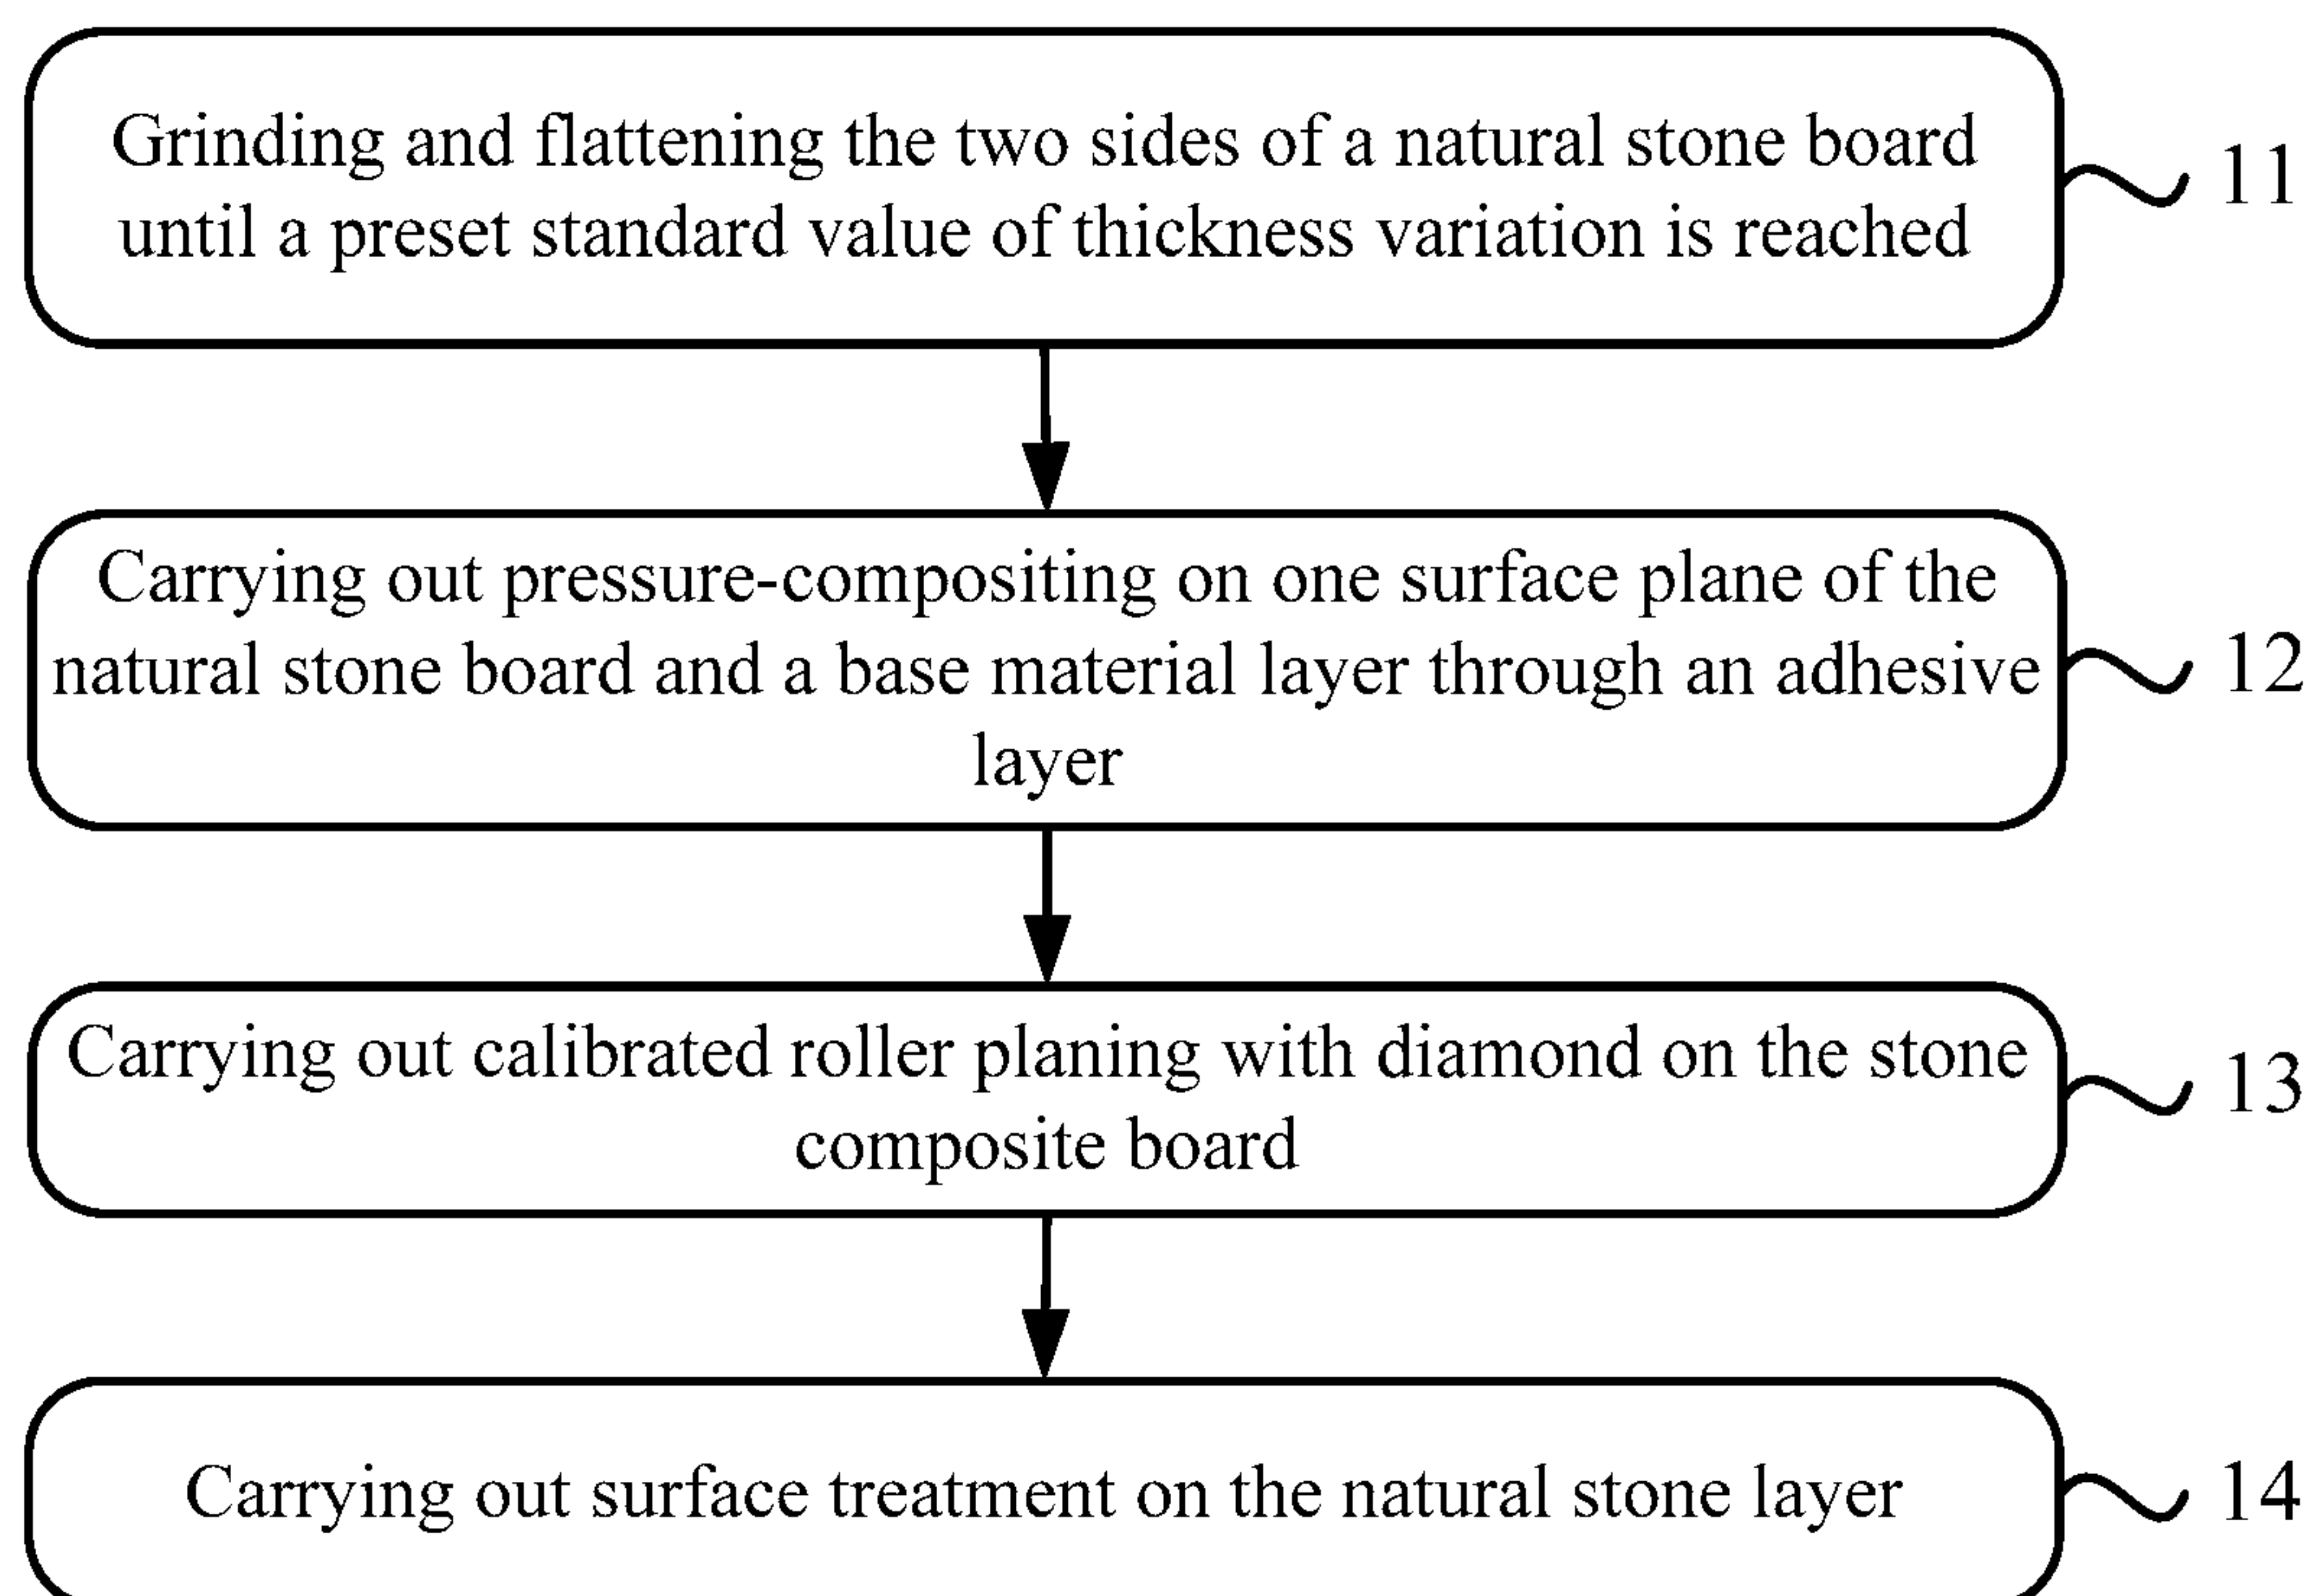 Grinding and flattening the two sides of a natural stone board
until a preset standard value of thickness variation is reached
11
Carrying out pressure-compositing on one surface plane of the
natural stone board and a base material layer through an adhesive
layer
12
Carrying out calibrated roller planing with diamond on the stone
composite board
13
Carrying out surface treatment on the natural stone layer
14